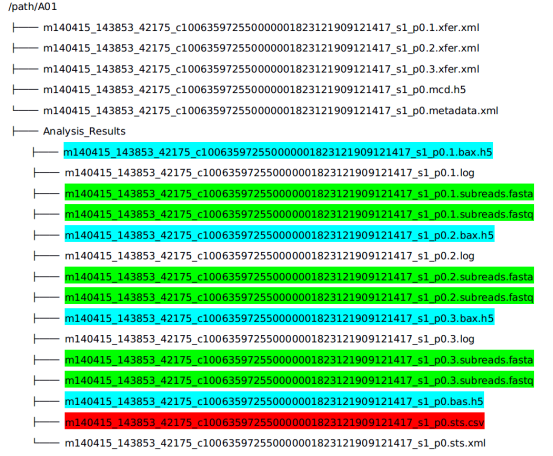 /path/A01
m140415_143853_42175_c100635972550000001823121909121417_s1_p0.1.xfer.xml
m140415_143853_42175_c100635972550000001823121909121417_s1_p0.2.xfer.xml
m140415_143853_42175_c100635972550000001823121909121417_s1_p0.3.xfer.xml
m140415_143853_42175_c100635972550000001823121909121417_s1_p0.mcd.h5
m140415_143853_42175_c100635972550000001823121909121417_s1_p0.metadata.xml
Analysis_Results
m140415_143853_42175_c100635972550000001823121909121417_s1_p0.1.bax.h5
m140415_143853_42175_c100635972550000001823121909121417_s1_p0.1.log
m140415_143853_42175_c100635972550000001823121909121417_s1_p0.1.subreads.fasta
m140415_143853_42175_c100635972550000001823121909121417_s1_p0.1.subreads.fastq
m140415_143853_42175_c100635972550000001823121909121417_s1_p0.2.bax.h5
m140415_143853_42175_c100635972550000001823121909121417_s1_p0.2.log
m140415_143853_42175_c100635972550000001823121909121417_s1_p0.2.subreads.fasta
m140415_143853_42175_c100635972550000001823121909121417_s1_p0.2.subreads.fastq
m140415_143853_42175_c100635972550000001823121909121417_s1_p0.3.bax.h5
m140415_143853_42175_c100635972550000001823121909121417_s1_p0.3.log
m140415_143853_42175_c100635972550000001823121909121417_s1_p0.3.subreads.fasta
m140415_143853_42175_c100635972550000001823121909121417_s1_p0.3.subreads.fastq
m140415_143853_42175_c100635972550000001823121909121417_s1_p0.bas.h5
m140415_143853_42175_c100635972550000001823121909121417_s1_p0.sts.csv
m140415_143853_42175_c100635972550000001823121909121417_s1_p0.sts.xml